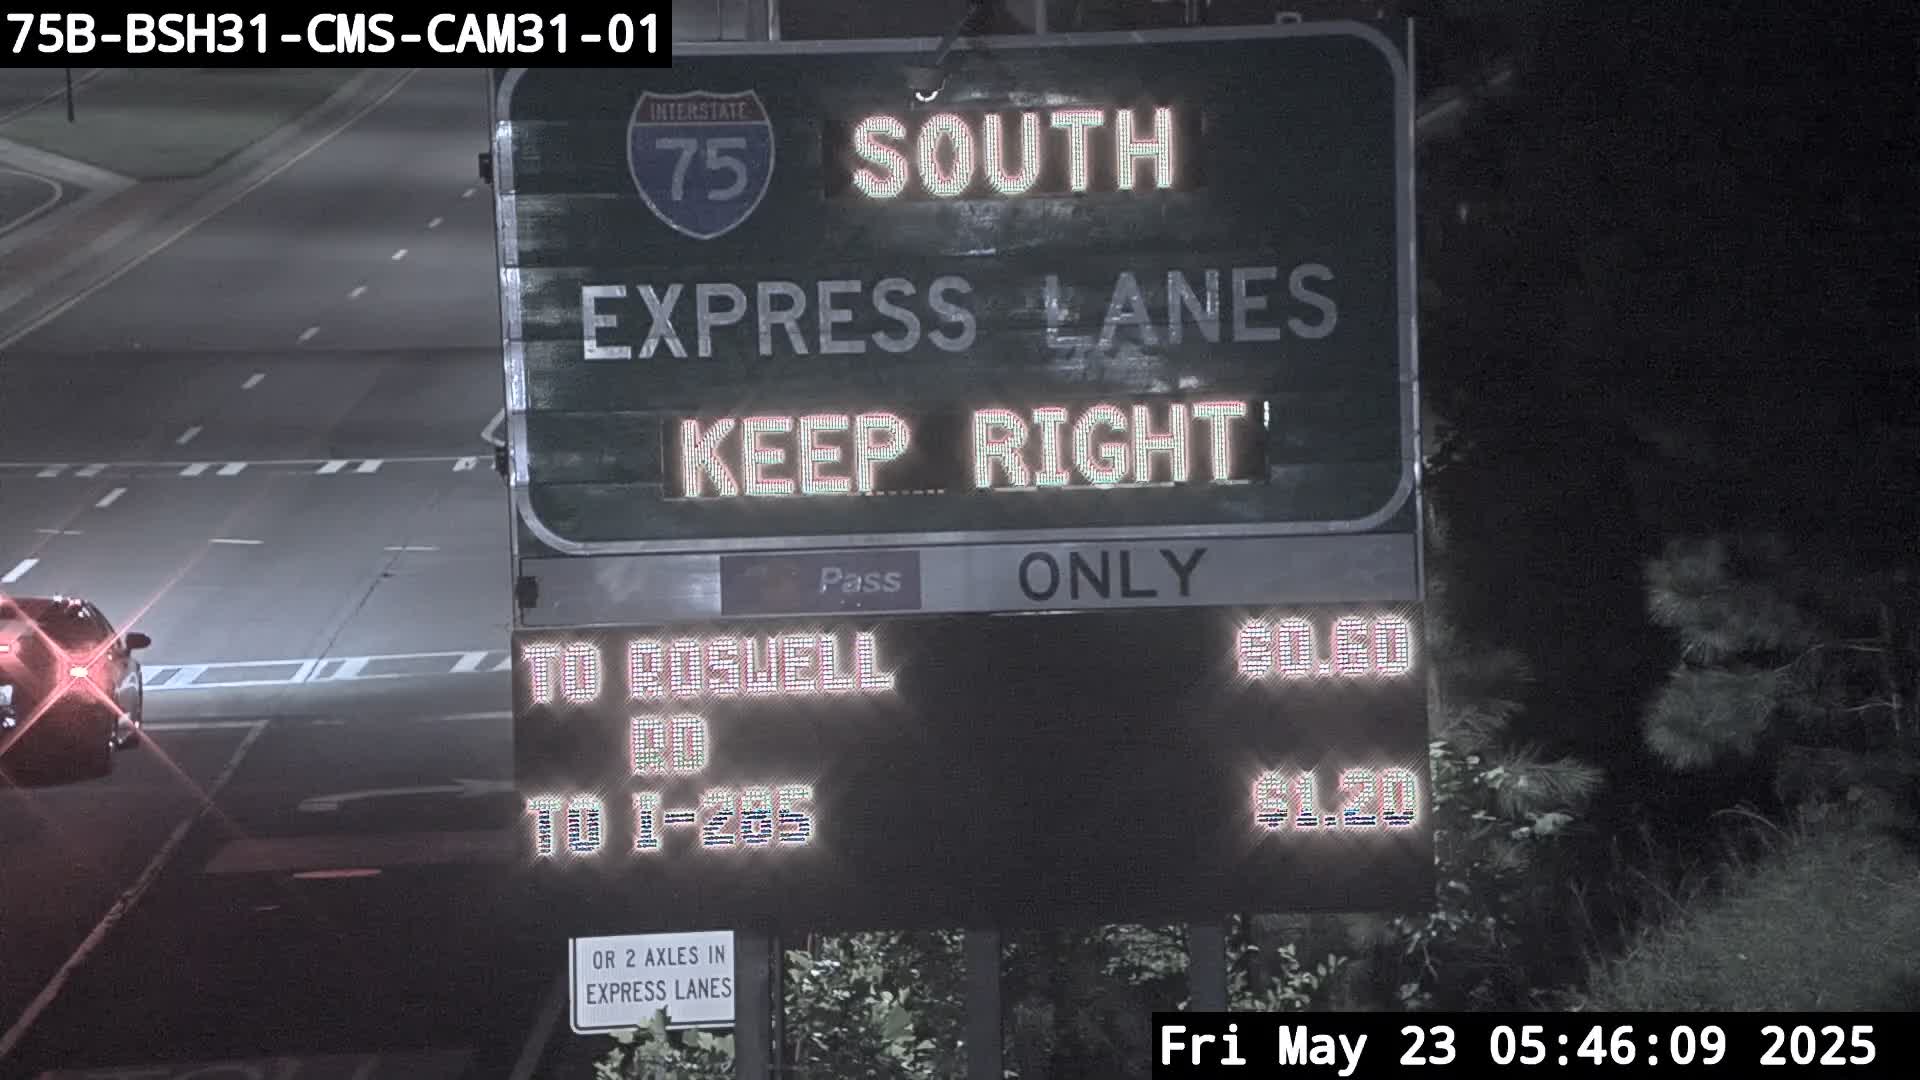 75B-BSH31-CMS-CAM31-01
INTERSTATE
75
SOUTH
EXPRESS LANES
KEEP RIGHT
Pass ONLY
TO ROSWELL $0.60
RD
TO I-285 $1.20
OR 2 AXLES IN
EXPRESS LANES
Fri May 23 05:46:09 2025